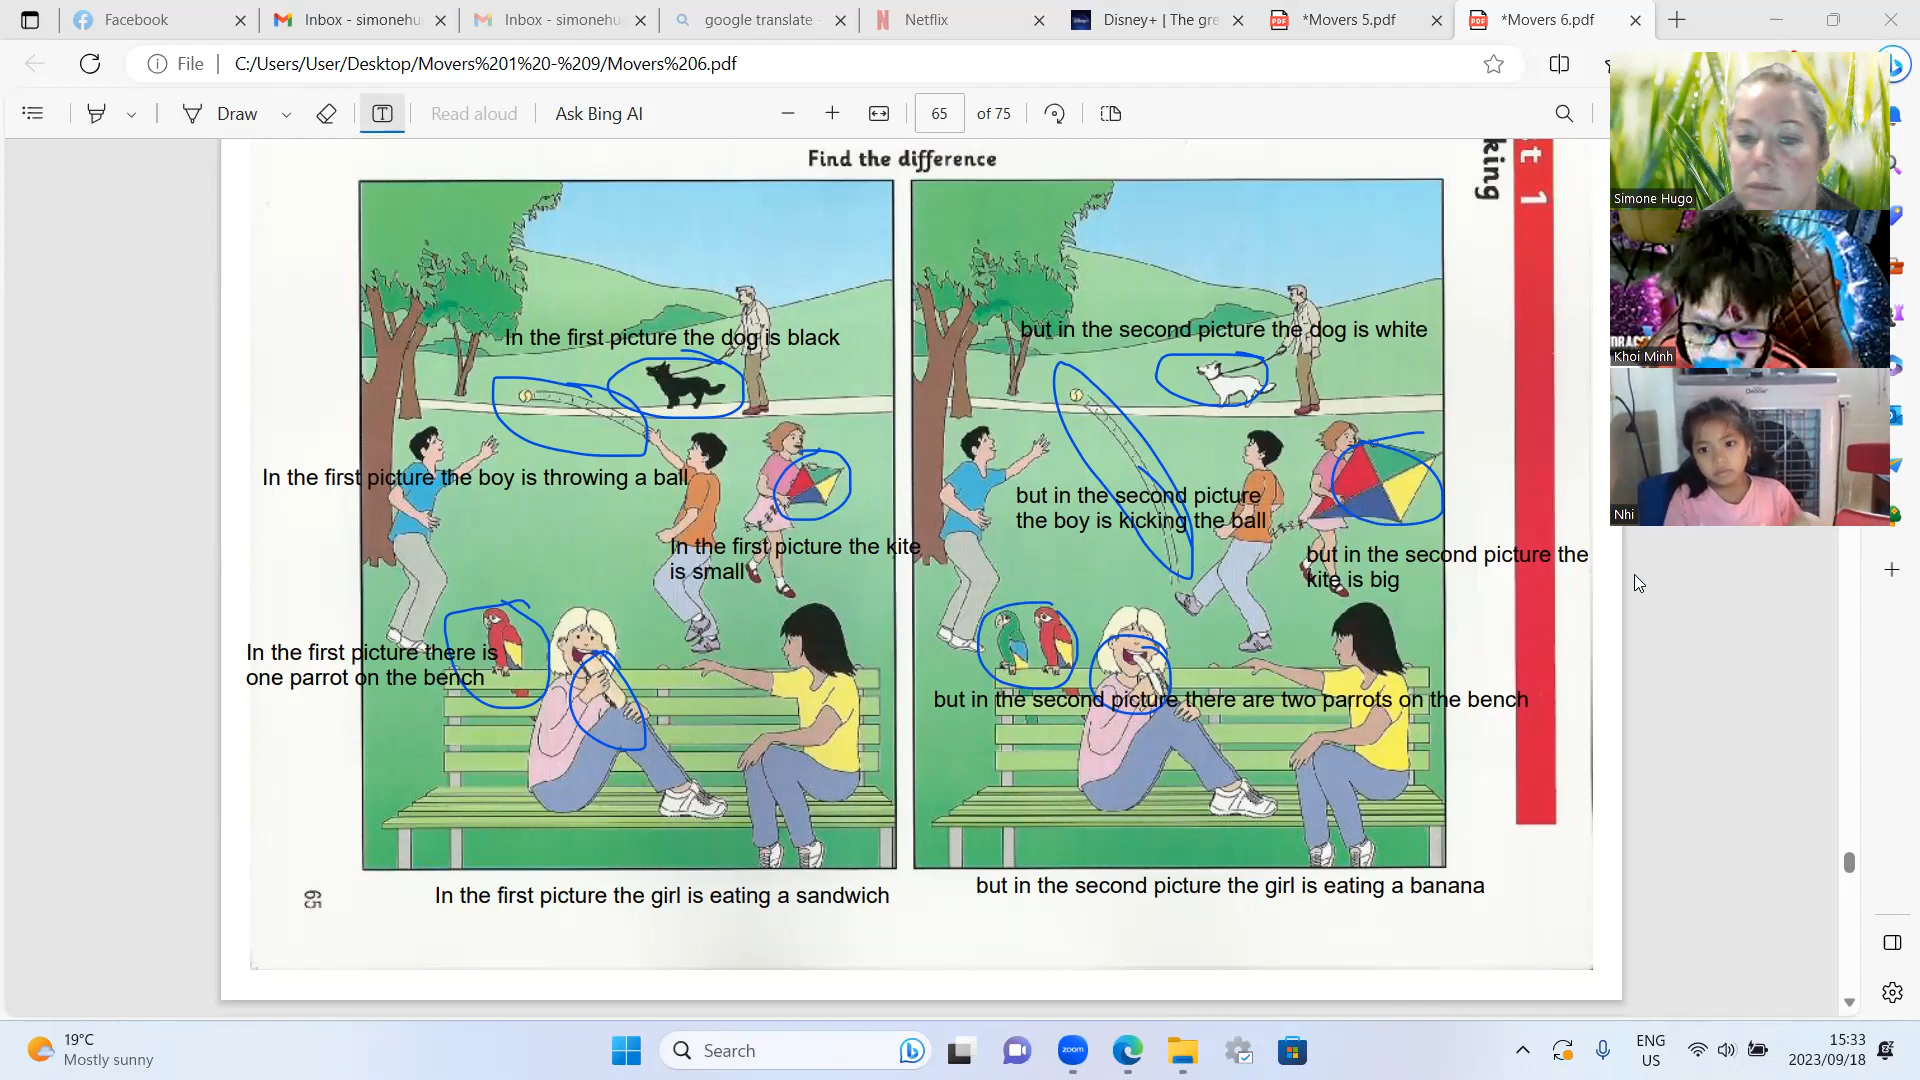 Facebook
Inbox - simonehu
Inbox - simonehu
google translate -
Netflix
Disney+ | The gre
*Movers 5.pdf
*Movers 6.pdf
File
C:/Users/User/Desktop/Movers%201%20-%209/Movers%206.pdf
Draw
Read aloud
Ask Bing AI
65
of 75
Find the difference
king
t 1
Simone Hugo
Khoi Minh
Nhi
In the first picture the dog is black
but in the second picture the dog is white
In the first picture the boy is throwing a ball
but in the second picture
the boy is kicking the ball
In the first picture the kite
is small
but in the second picture the
kite is big
In the first picture there is
one parrot on the bench
but in the second picture there are two parrots on the bench
In the first picture the girl is eating a sandwich
but in the second picture the girl is eating a banana
65
19°C
Mostly sunny
Search
zoom
ENG
US
15:33
2023/09/18